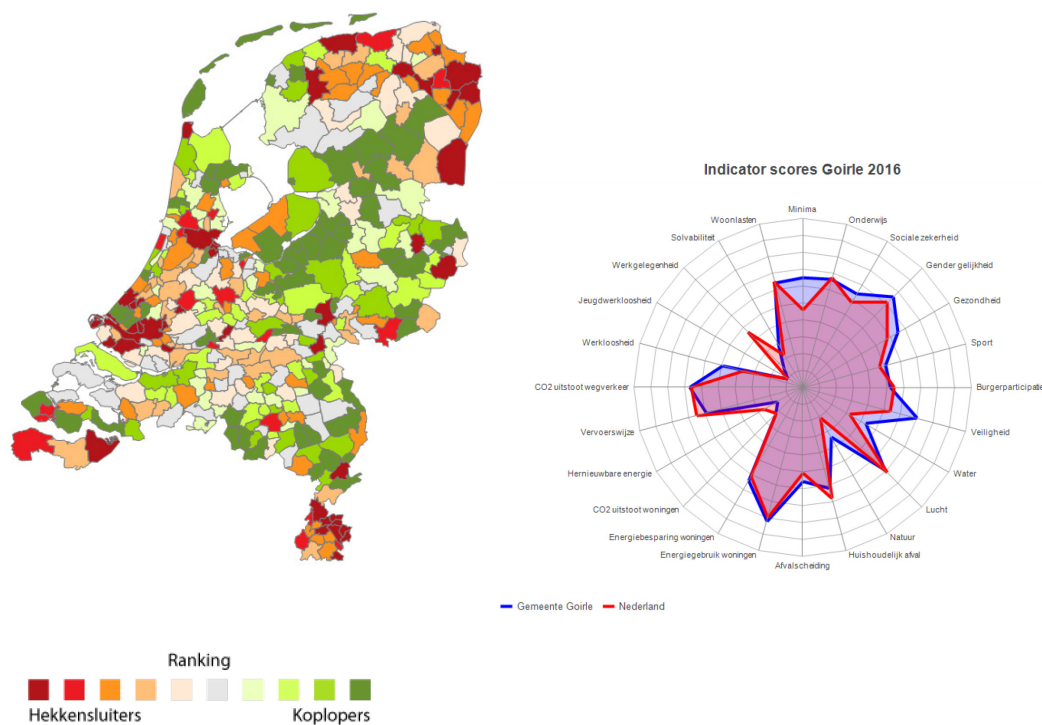 Indicator scores Goirle 2016
Minima
Onderwijs
Sociale zekerheid
Gender gelijkheid
Gezondheid
Sport
Burgerparticipate
Veiligheid
Water
Lucht
Natuur
Huishoudelijk afval
Afvalscheiding
Energiegebruik woningen
Energiebesparing woningen
CO2 uitstoot woningen
Hernieuwbare energie
Vervoerswijze
CO2 uitstoot wegverkeer
Werkloosheid
Jeugdwerkloosheid
Werkgelegenheid
Solvabiliteit
Woonlasten
Gemeente Goirle
Nederland
Ranking
Hekkensluiters
Koplopers